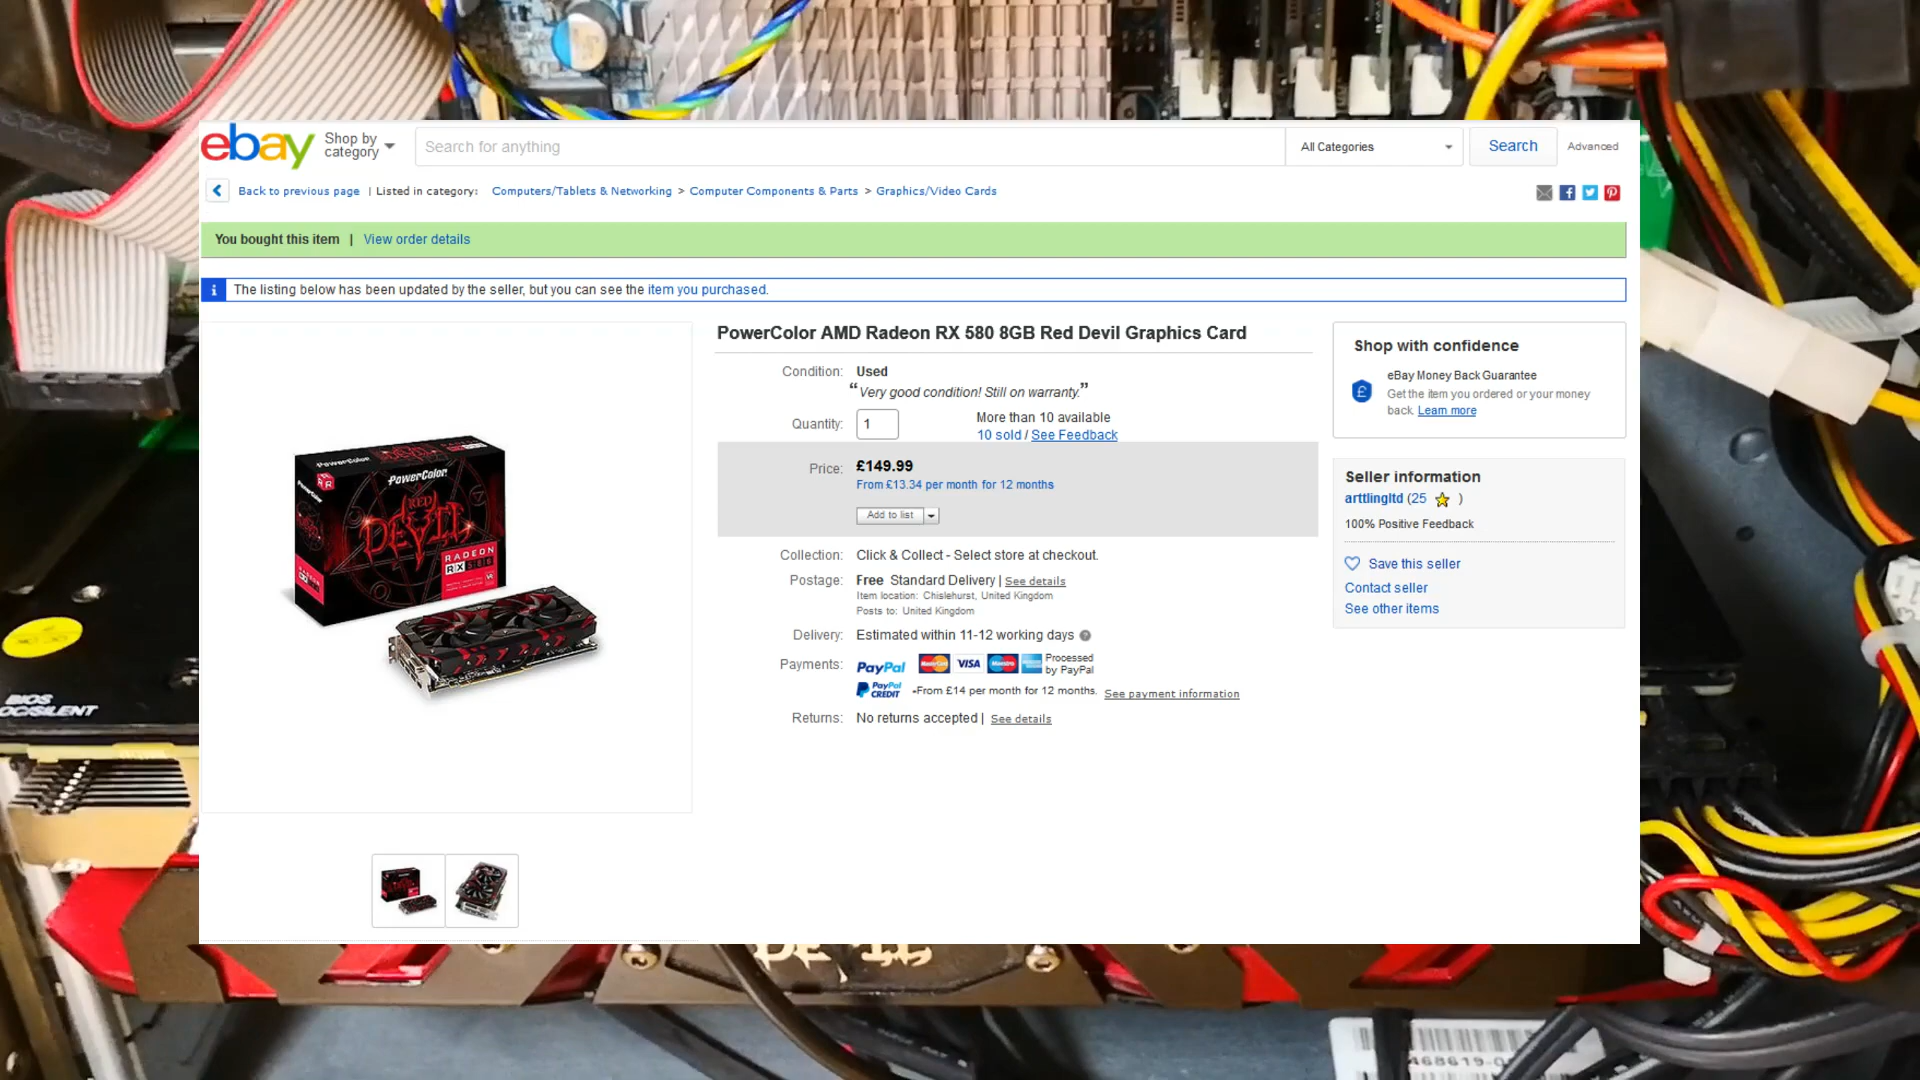 ebay
Shop by
category
Search for anything
All Categories
Search
Advanced
Back to previous page | Listed in category: Computers/Tablets & Networking > Computer Components & Parts > Graphics/Video Cards
You bought this item | View order details
i The listing below has been updated by the seller, but you can see the item you purchased.
PowerColor AMD Radeon RX 580 8GB Red Devil Graphics Card
Condition: Used
“Very good condition! Still on warranty.”
Quantity: 1
More than 10 available
10 sold / See Feedback
Price: £149.99
From £13.34 per month for 12 months
Add to list
Collection: Click & Collect - Select store at checkout.
Postage: Free Standard Delivery | See details
Item location: Chislehurst, United Kingdom
Posts to: United Kingdom
Delivery: Estimated within 11-12 working days
Payments: PayPal MasterCard VISA Maestro Processed
by PayPal
PayPal
CREDIT
•From £14 per month for 12 months. See payment information
Returns: No returns accepted | See details
Shop with confidence
eBay Money Back Guarantee
Get the item you ordered or your money
back. Learn more
Seller information
arttlingltd (25 )
100% Positive Feedback
Save this seller
Contact seller
See other items
PowerColor
RED
DEVIL
RADEON
RX 580
BIOS
OC/SILENT